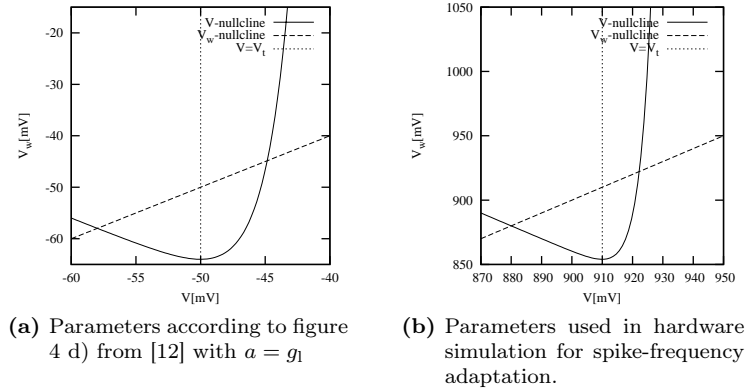 V-nullcline
V_w-nullcline
V=V_t
-20
-30
-40
-50
-60
V_w[mV]
-60 -55 -50 -45 -40
V[mV]
(a) Parameters according to figure
4 d) from [12] with a = g_l
V-nullcline
V_w-nullcline
V=V_t
1050
1000
950
900
850
V_w[mV]
870 880 890 900 910 920 930 940 950
V[mV]
(b) Parameters used in hardware
simulation for spike-frequency
adaptation.